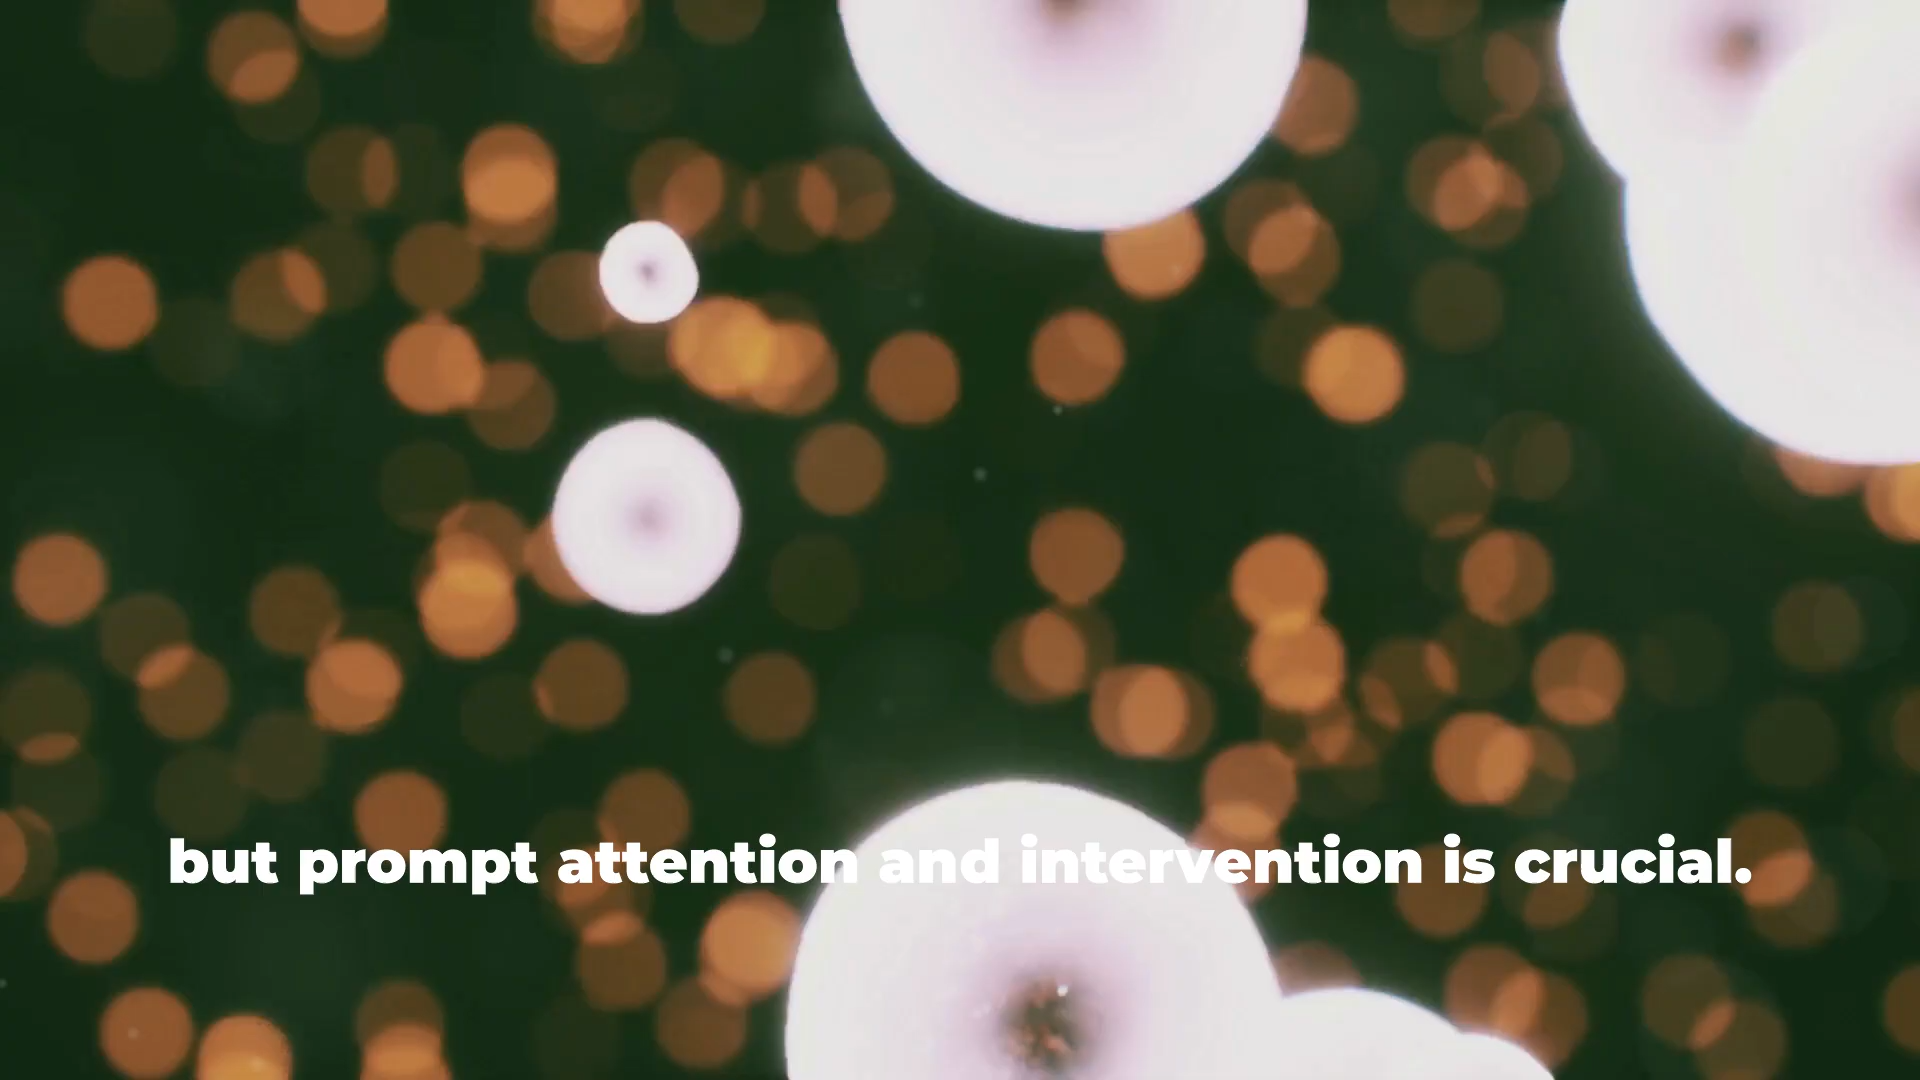 but prompt attention and intervention is crucial.